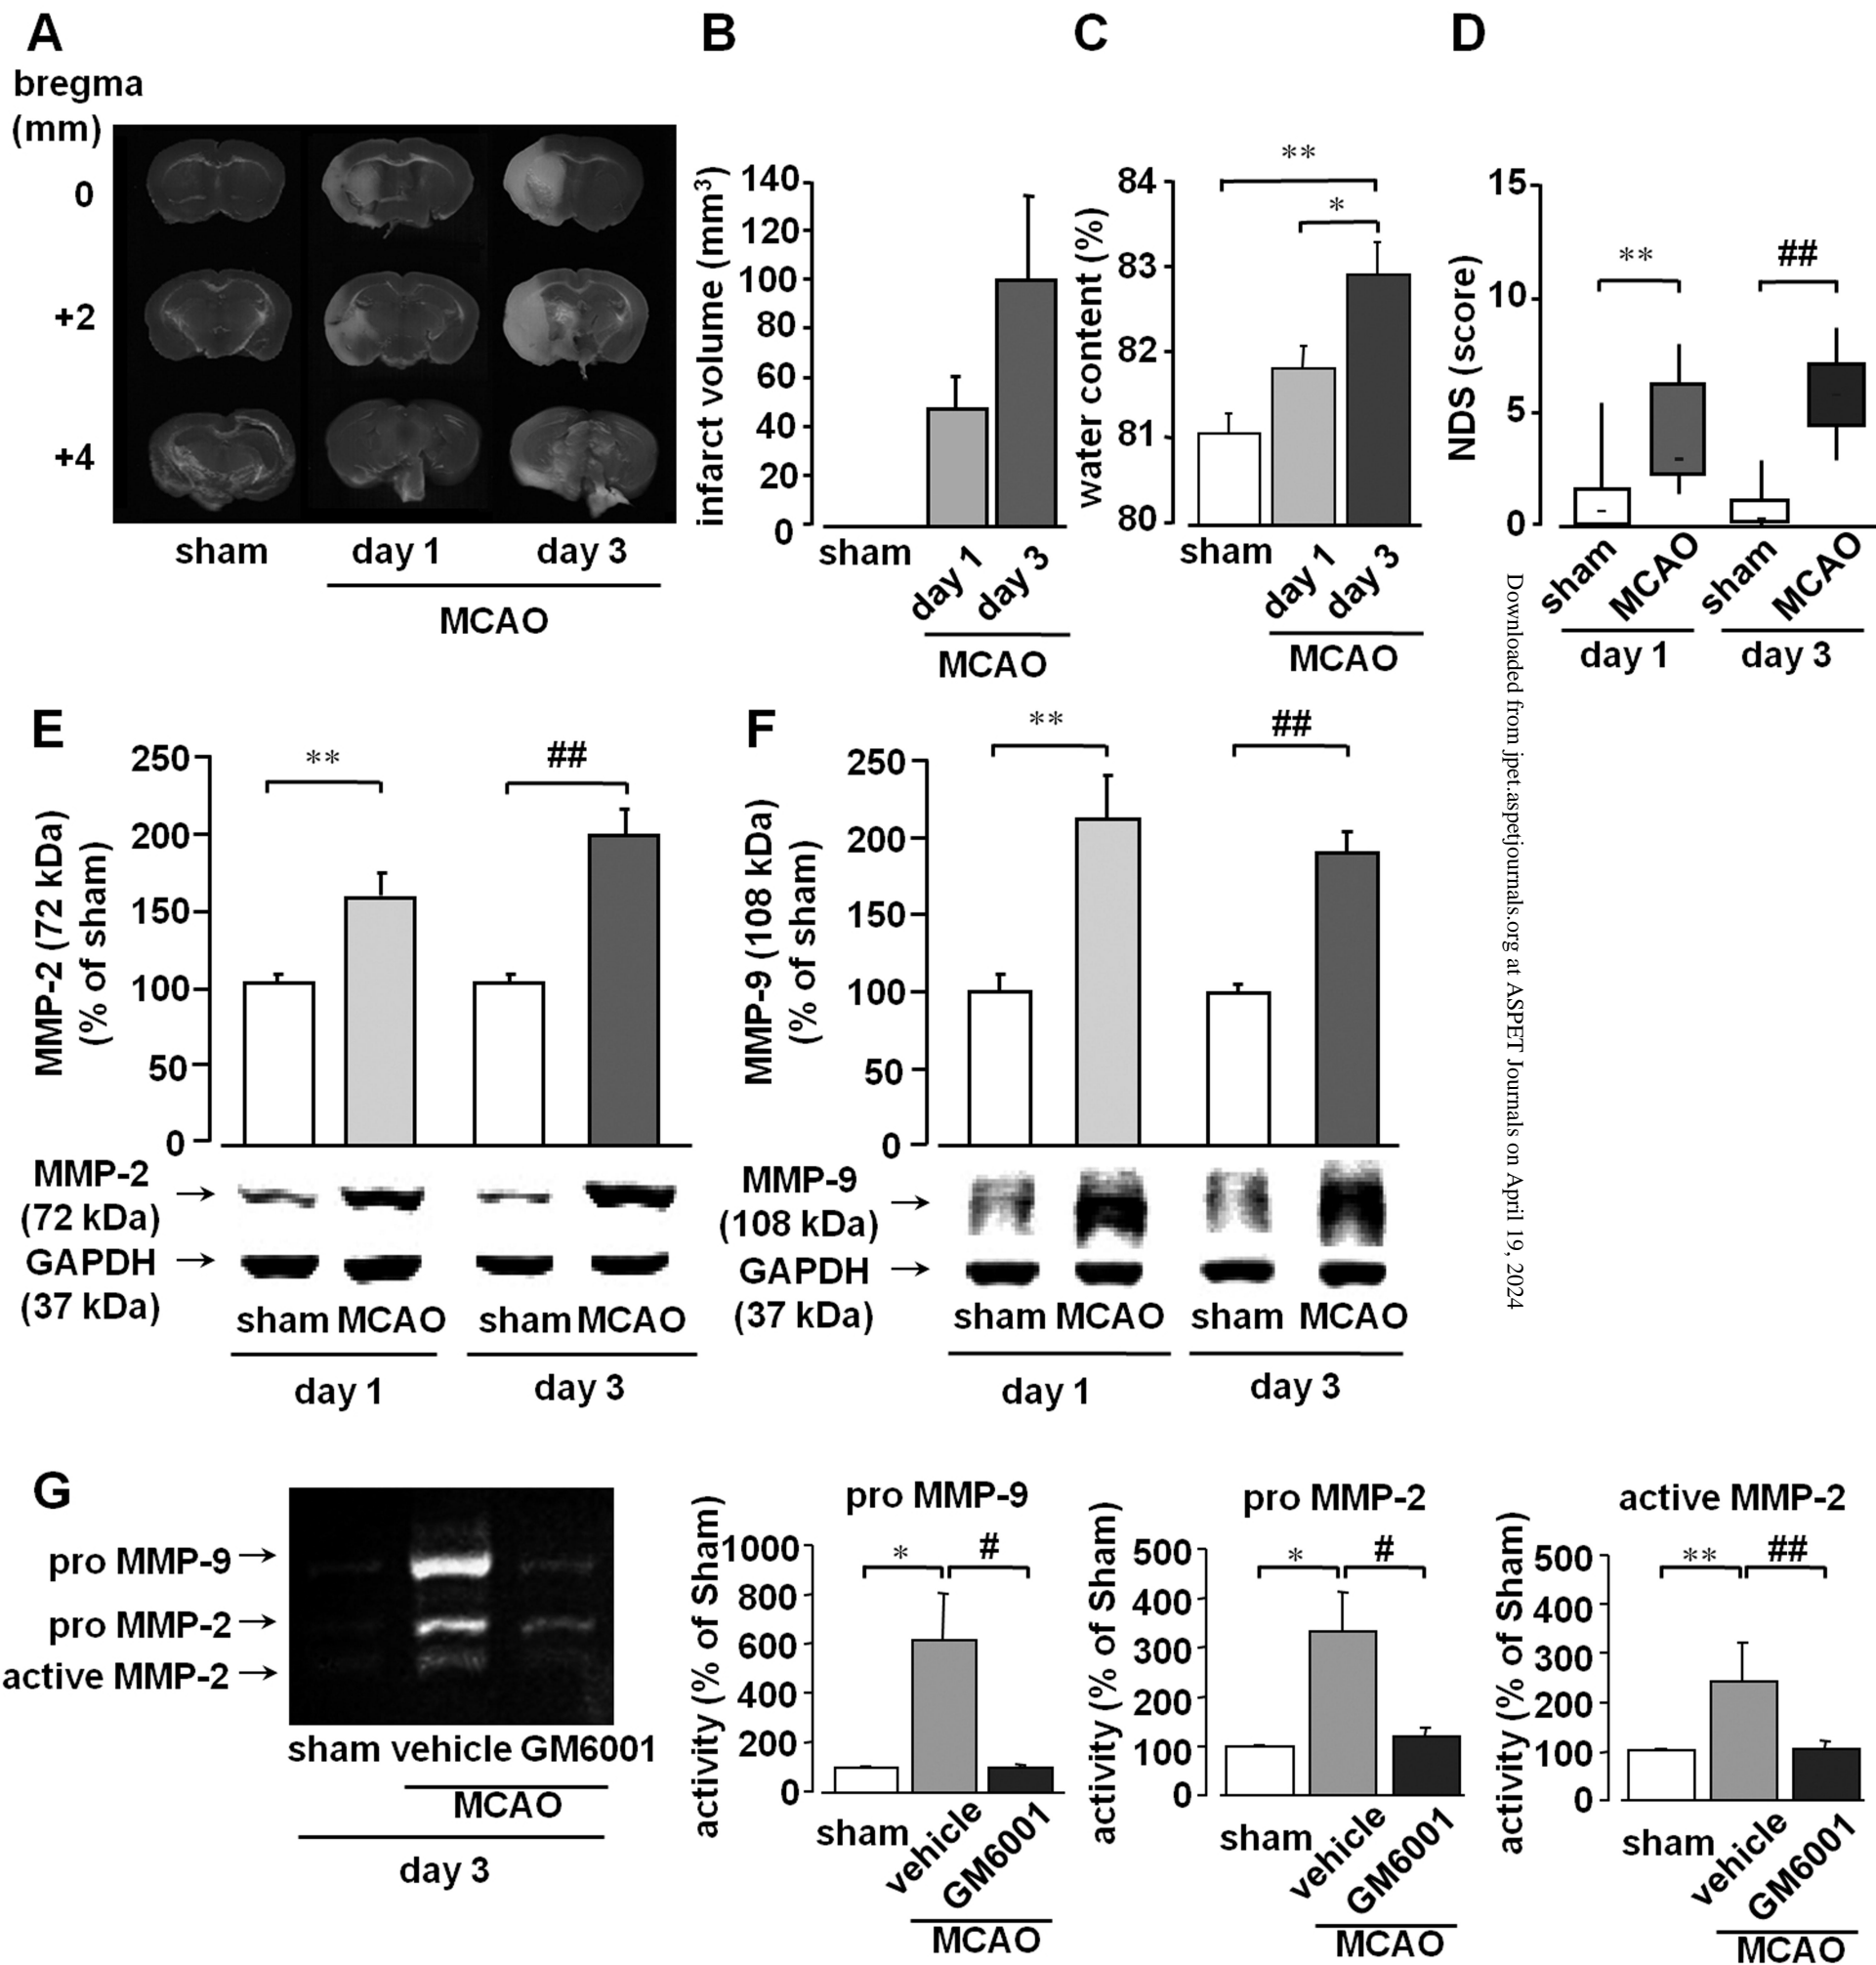 A
bregma
(mm)
0
+2
+4
sham
day 1
day 3
MCAO
B
infarct volume (mm³)
140
120
100
80
60
40
20
0
sham
day 1
day 3
MCAO
C
water content (%)
84
83
82
81
80
**
*
sham
day 1
day 3
MCAO
D
NDS (score)
15
10
5
0
**
##
sham
MCAO
sham
MCAO
day 1
day 3
Downloaded from jpet.aspetjournals.org at ASPET Journals on April 19, 2024
E
MMP-2 (72 kDa)
(% of sham)
250
200
150
100
50
0
**
##
MMP-2
(72 kDa)
GAPDH
(37 kDa)
sham MCAO
sham MCAO
day 1
day 3
F
MMP-9 (108 kDa)
(% of sham)
250
200
150
100
50
0
**
##
MMP-9
(108 kDa)
GAPDH
(37 kDa)
sham MCAO
sham MCAO
day 1
day 3
G
pro MMP-9
pro MMP-2
active MMP-2
sham vehicle GM6001
MCAO
day 3
pro MMP-9
activity (% of Sham)
1000
800
600
400
200
0
*
#
sham
vehicle
GM6001
MCAO
pro MMP-2
activity (% of Sham)
500
400
300
200
100
0
*
#
sham
vehicle
GM6001
MCAO
active MMP-2
activity (% of Sham)
500
400
300
200
100
0
**
##
sham
vehicle
GM6001
MCAO